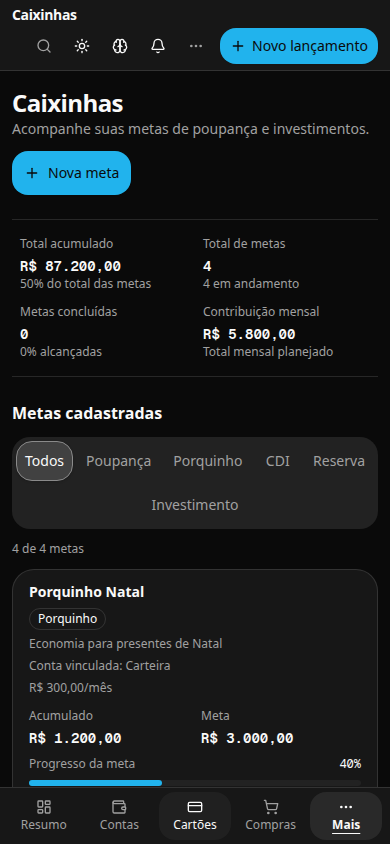 Caixinhas
Novo lançamento
Caixinhas
Acompanhe suas metas de poupança e investimentos.
Nova meta
Total acumulado
Total de metas
R$ 87.200,00
4
50% do total das metas
4 em andamento
Metas concluídas
Contribuição mensal
0
R$ 5.800,00
0% alcançadas
Total mensal planejado
Metas cadastradas
Todos Poupança Porquinho CDI Reserva
Investimento
4 de 4 metas
Porquinho Natal
Porquinho
Economia para presentes de Natal
Conta vinculada: Carteira
R$ 300,00/mês
Acumulado
Meta
R$ 1.200,00
R$ 3.000,00
Progresso da meta 40%
Resumo Contas Cartões Compras Mais